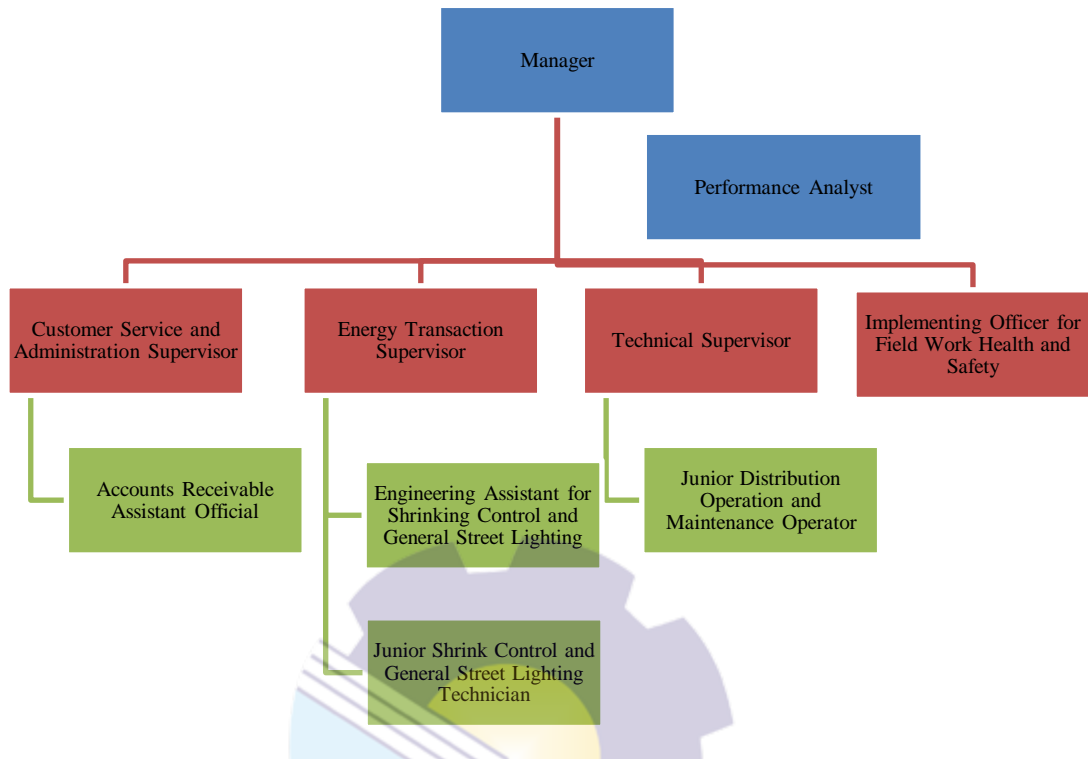 Manager
Performance Analyst
Customer Service and
Administration Supervisor
Energy Transaction
Supervisor
Technical Supervisor
Implementing Officer for
Field Work Health and
Safety
Accounts Receivable
Assistant Official
Engineering Assistant for
Shrinking Control and
General Street Lighting
Junior Distribution
Operation and
Maintenance Operator
Junior Shrink Control and
General Street Lighting
Technician